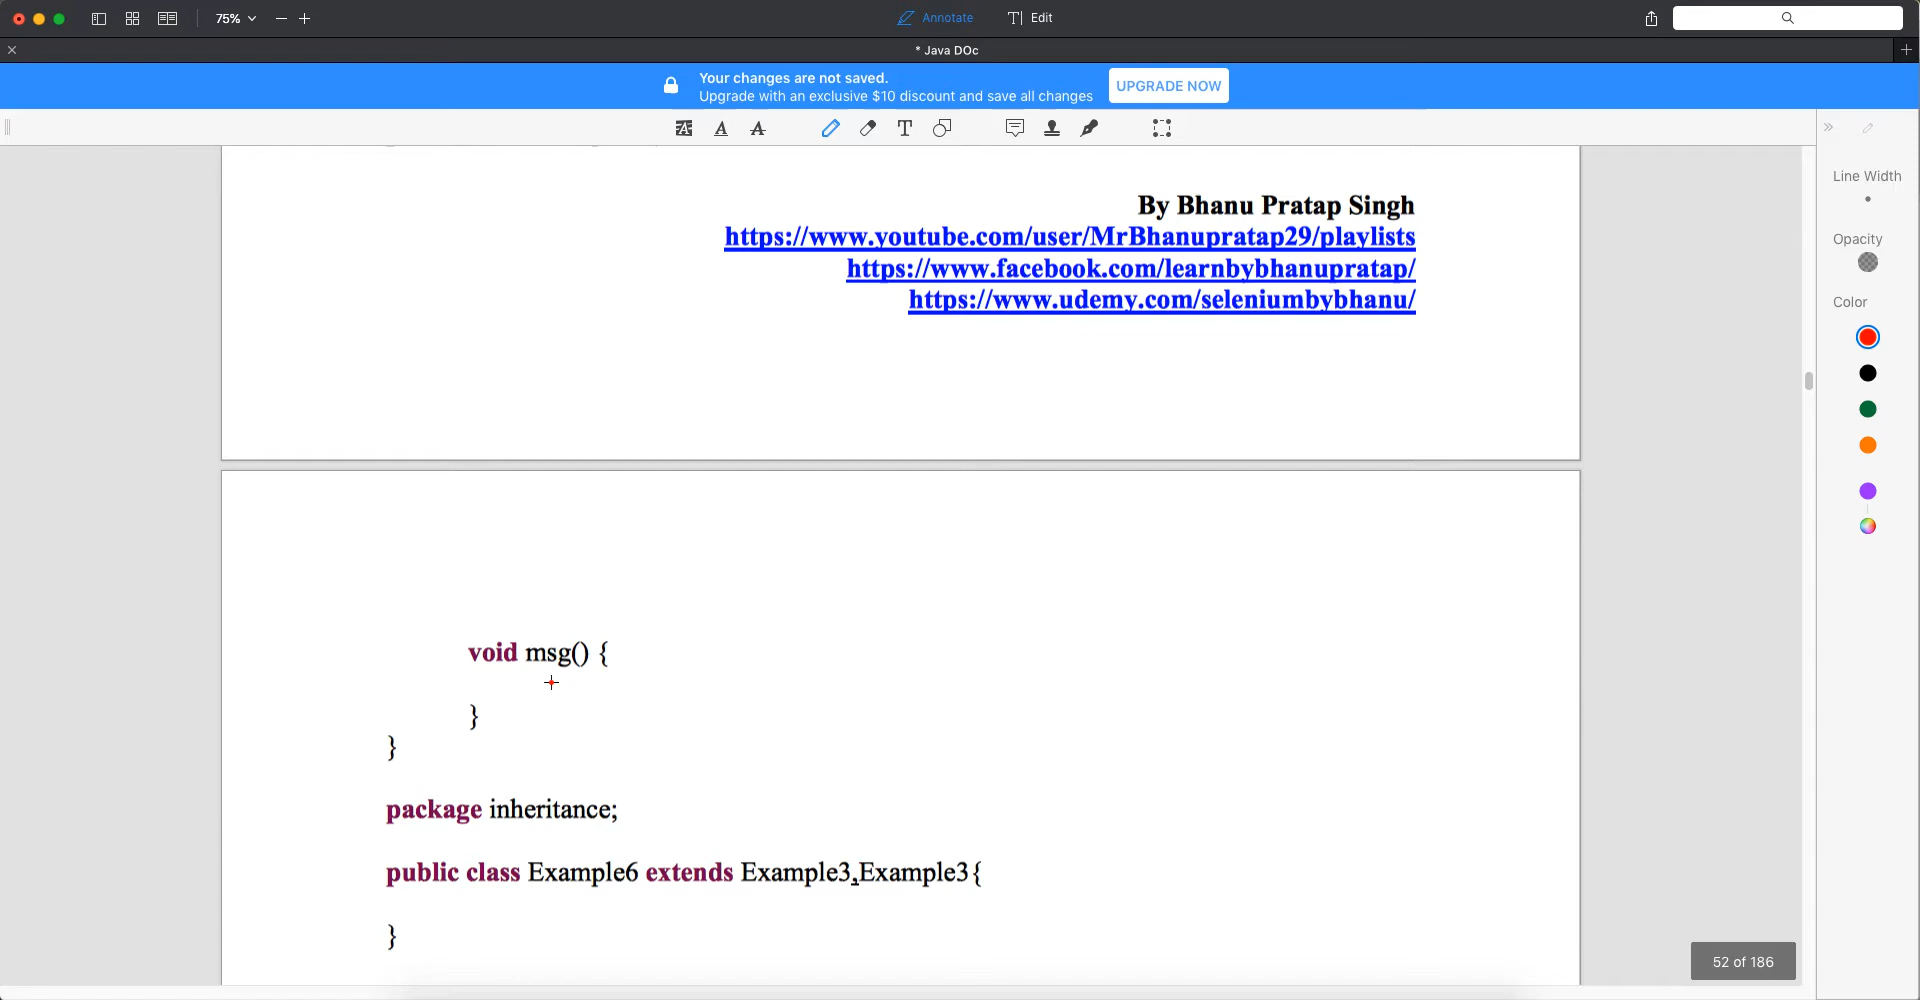 75%
Annotate
Edit
* Java DOc
Your changes are not saved.
Upgrade with an exclusive $10 discount and save all changes
UPGRADE NOW
Line Width
Opacity
Color
By Bhanu Pratap Singh
https://www.youtube.com/user/MrBhanupratap29/playlists
https://www.facebook.com/learnbybhanupratap/
https://www.udemy.com/seleniumbybhanu/
void msg() {
}
}
package inheritance;
public class Example6 extends Example3,Example3{
}
52 of 186